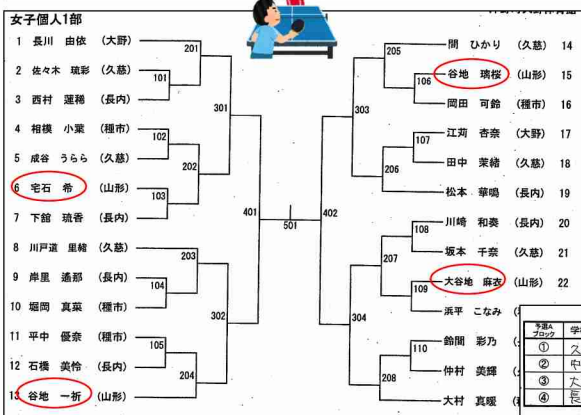 女子個人1部
1 長川 由依 (大野)
2 佐々木 琉彩 (久慈)
3 西村 蓮稀 (長内)
4 相模 小葉 (種市)
5 成谷 うらら (久慈)
6 宅石 希 (山形)
7 下舘 琉香 (長内)
8 川戸道 里緒 (久慈)
9 岸里 遙那 (長内)
10 堀岡 真菜 (種市)
11 平中 優奈 (種市)
12 石橋 美怜 (長内)
13 谷地 一祈 (山形)
201
101
301
102
202
103
401
203
104
302
105
204
501
402
205
106
303
107
206
108
207
109
304
110
208
間 ひかり (久慈) 14
谷地 璃桜 (山形) 15
岡田 可鈴 (種市) 16
江苅 杏奈 (大野) 17
田中 茉緒 (久慈) 18
松本 華鳴 (長内) 19
川崎 和奏 (長内) 20
坂本 千奈 (久慈) 21
大谷地 麻衣 (山形) 22
浜平 こなみ
鈴間 彩乃
仲村 美輝
大村 真暖
予選A
ブロック
①
②
③ 大
④ 長